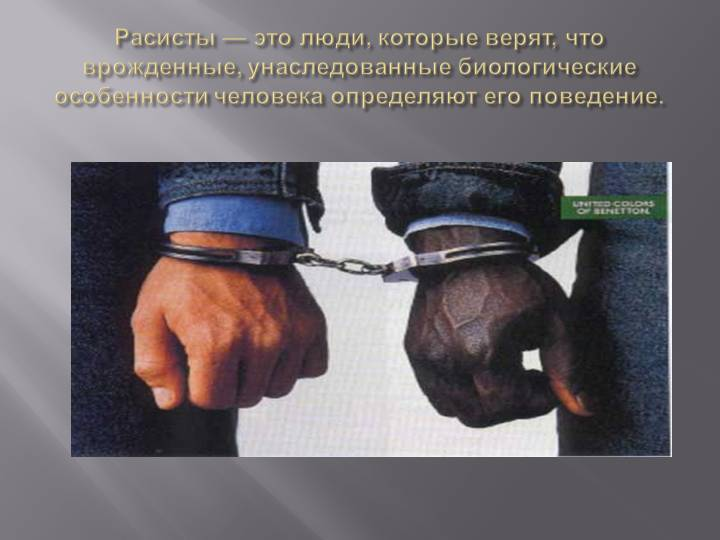 Расисты — это люди, которые верят, что
врожденные, унаследованные биологические
особенности человека определяют его поведение.
UNITED COLORS
OF BENETTON.